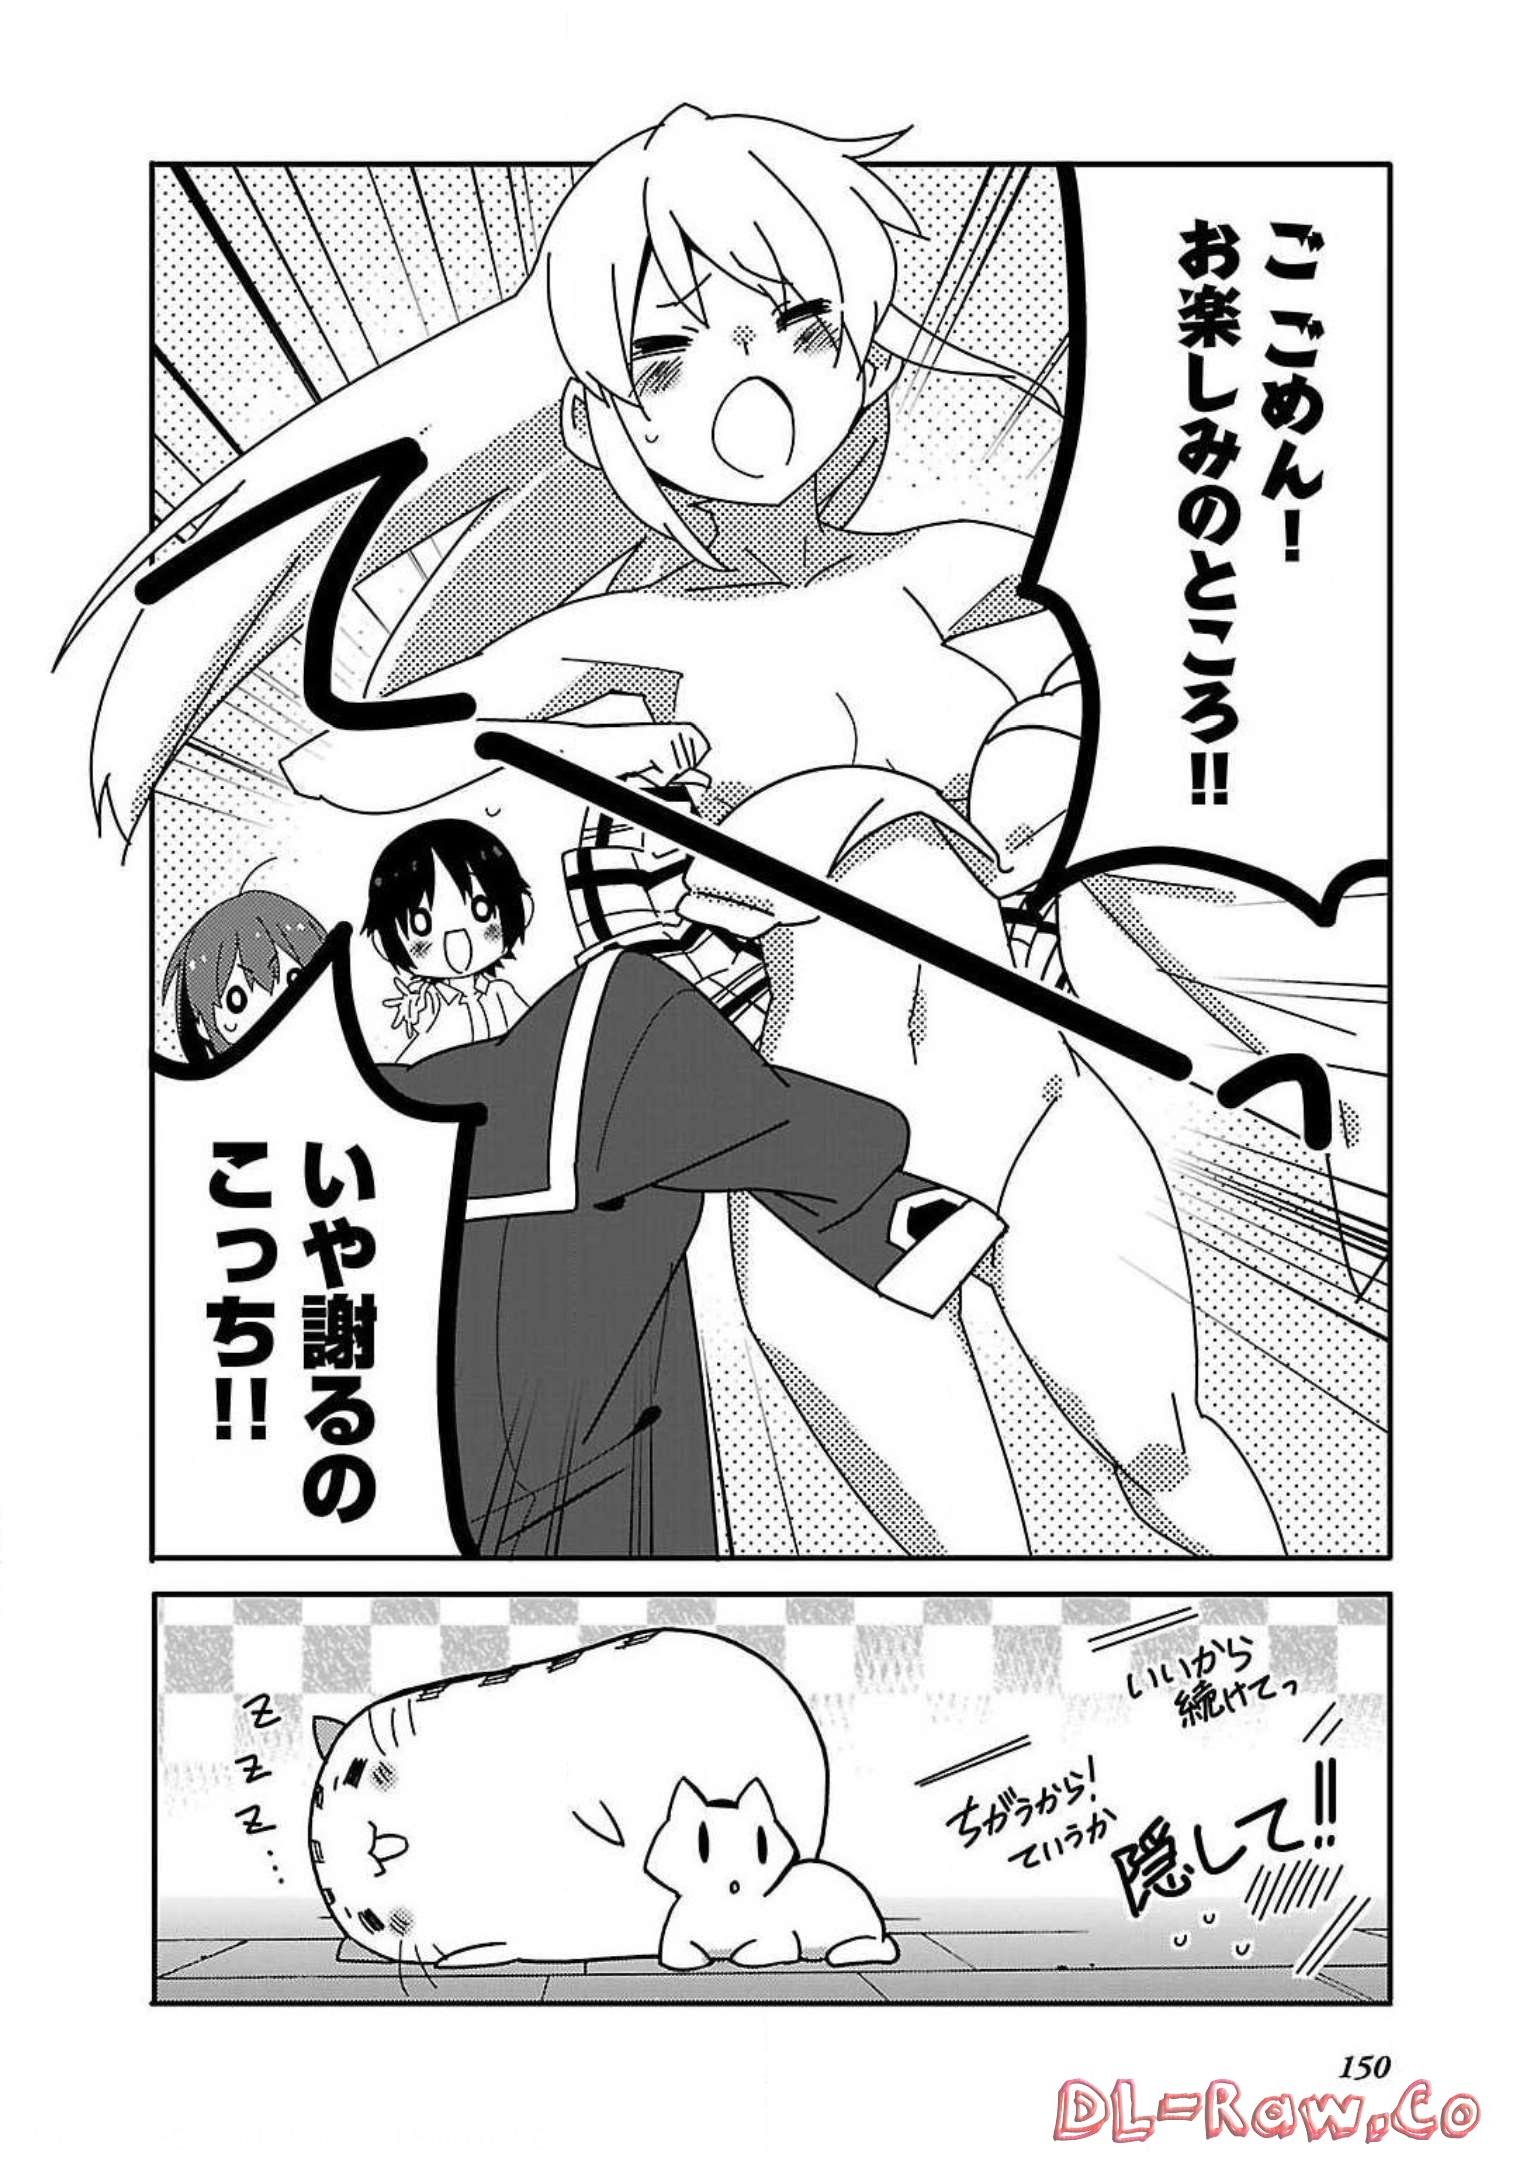 ごごめん！
お楽しみのところ!!
いや謝るの
こっち!!
いいから
続けてっ
ちがうから！
ていうか
隠して!!
Z
Z
Z…
150
DL-Raw.Co